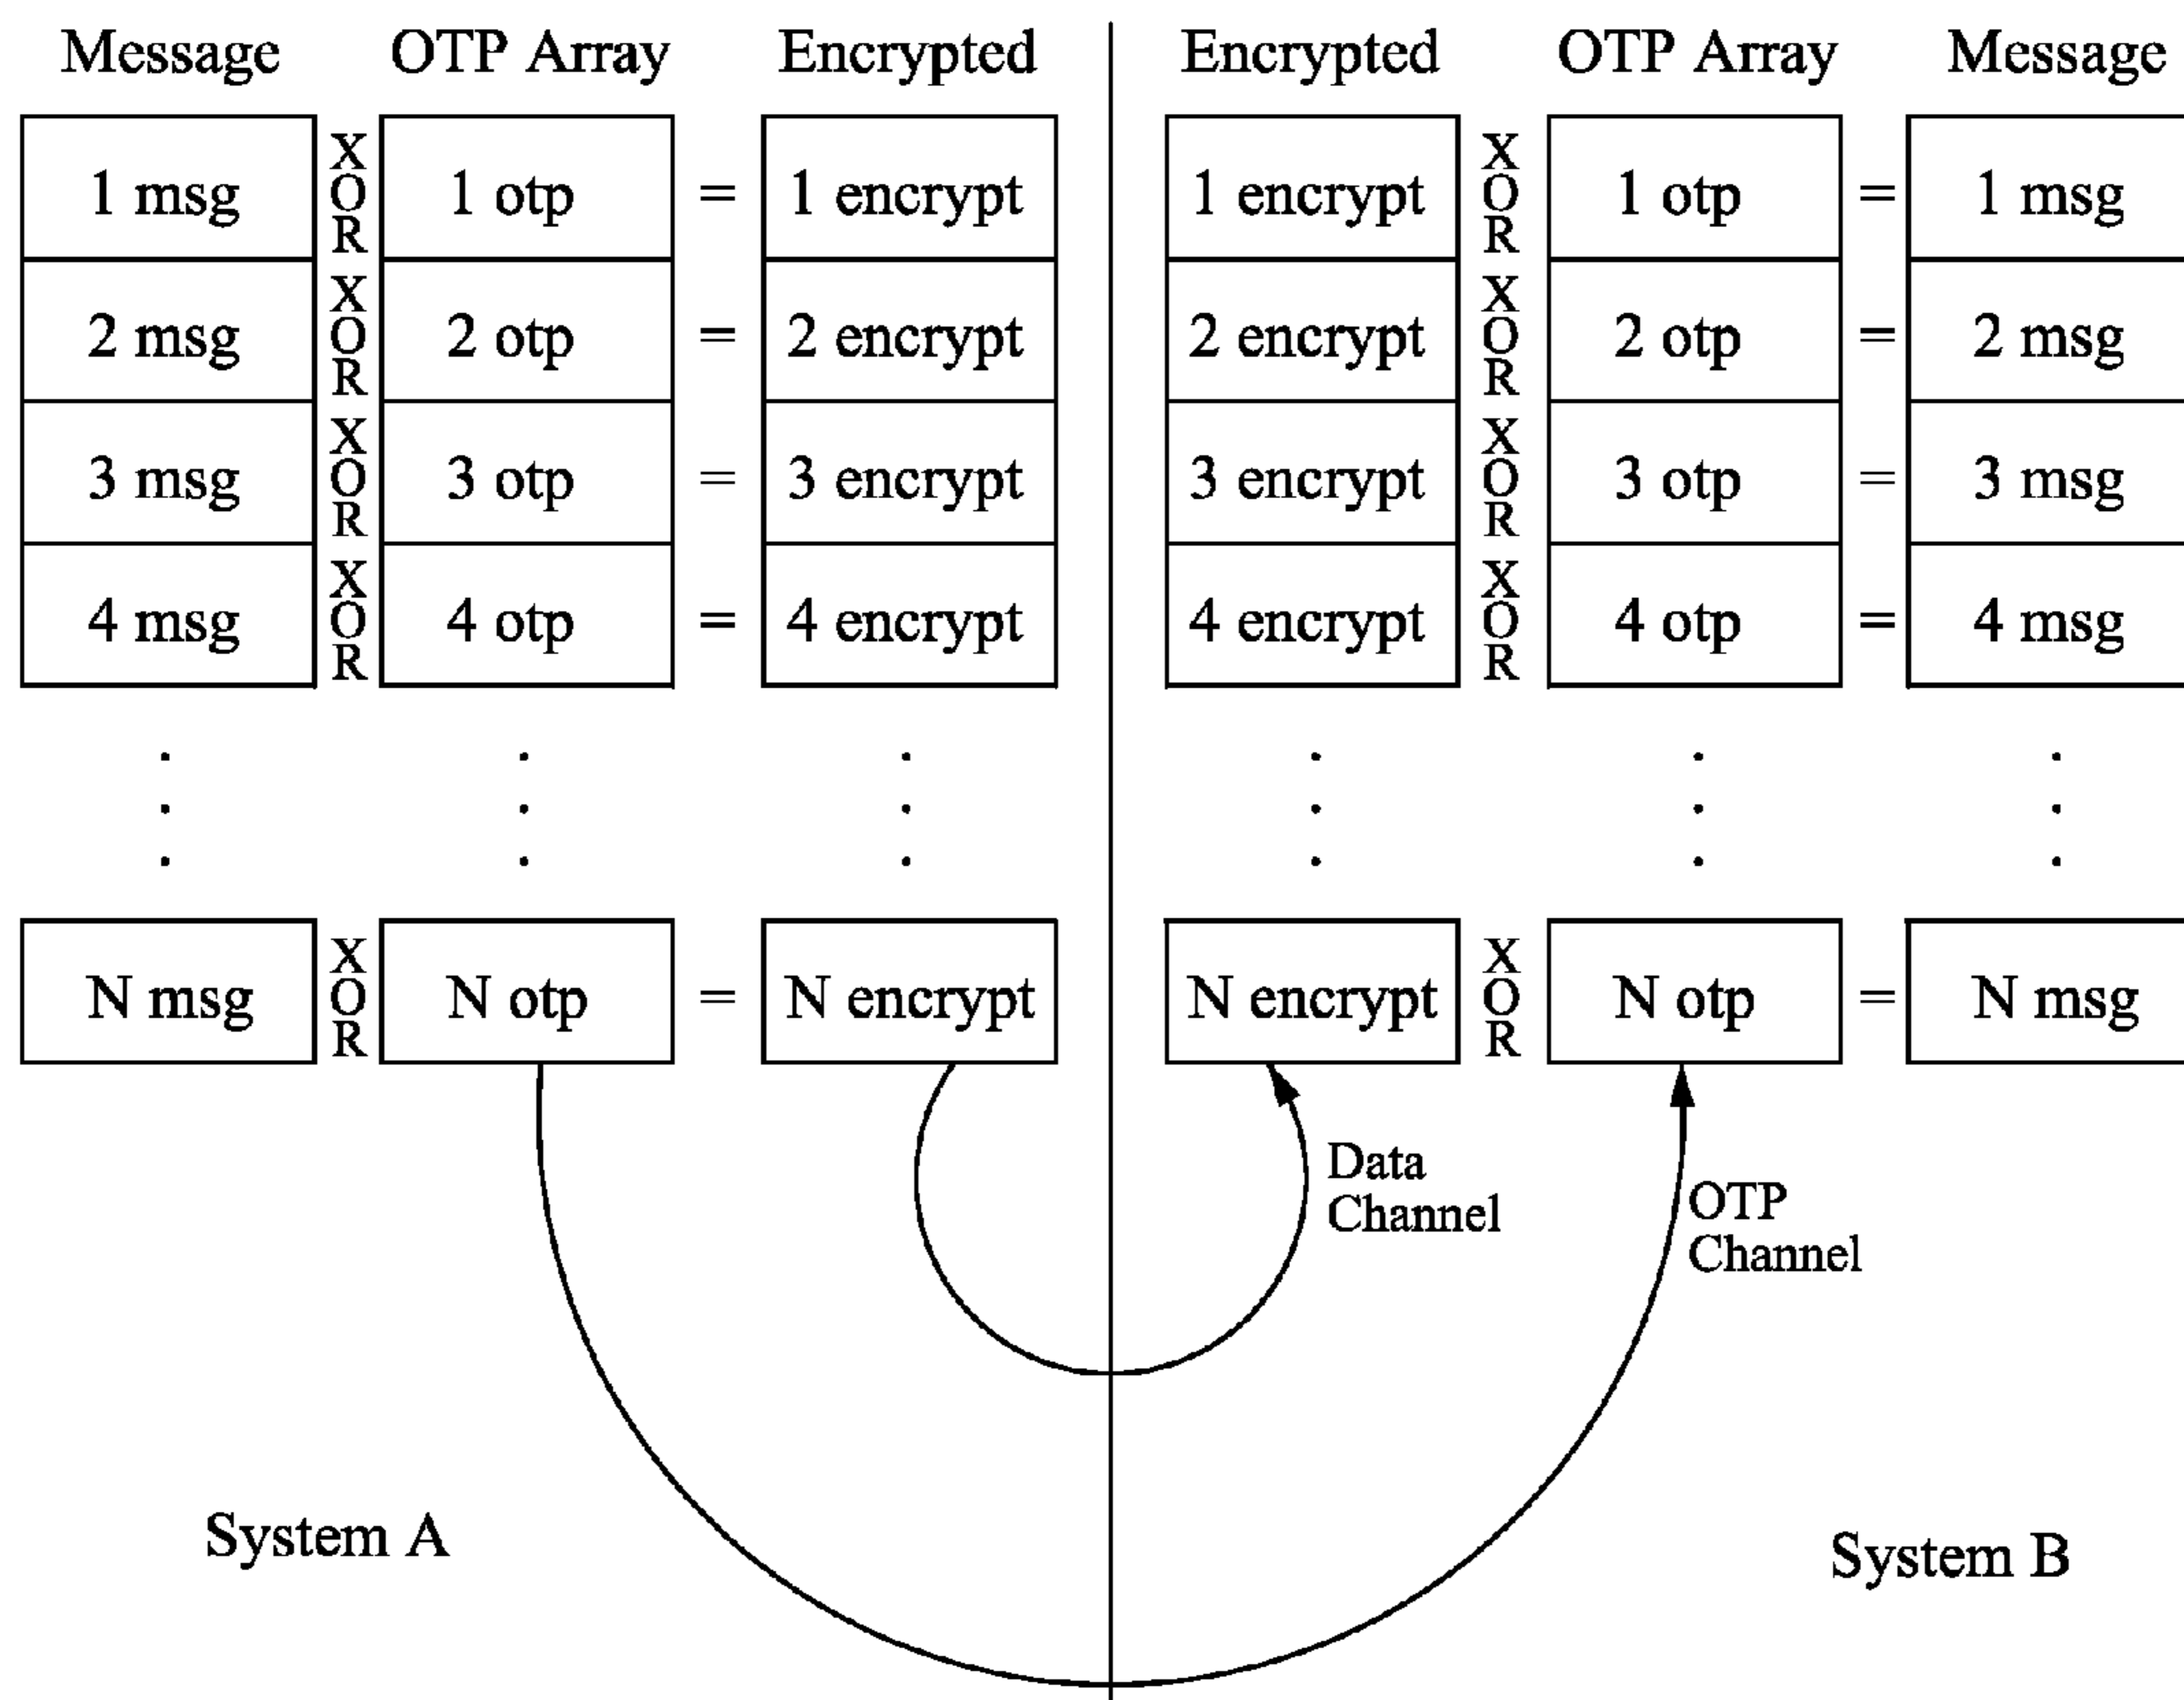 Message OTP Array Encrypted Encrypted OTP Array Message
1 msg XOR 1 otp = 1 encrypt 1 encrypt XOR 1 otp = 1 msg
2 msg XOR 2 otp = 2 encrypt 2 encrypt XOR 2 otp = 2 msg
3 msg XOR 3 otp = 3 encrypt 3 encrypt XOR 3 otp = 3 msg
4 msg XOR 4 otp = 4 encrypt 4 encrypt XOR 4 otp = 4 msg
N msg XOR N otp = N encrypt N encrypt XOR N otp = N msg
Data
Channel
OTP
Channel
System A
System B